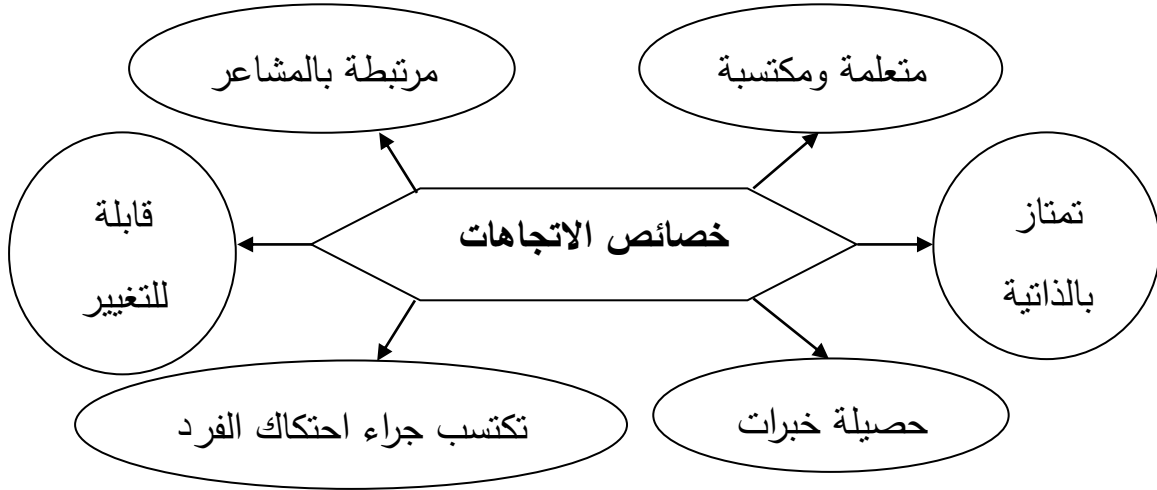 متعلمة ومكتسبة
مرتبطة بالمشاعر
تمتاز
بالذاتية
خصائص الاتجاهات
قابلة
للتغيير
حصيلة خبرات
تكتسب جراء احتكاك الفرد